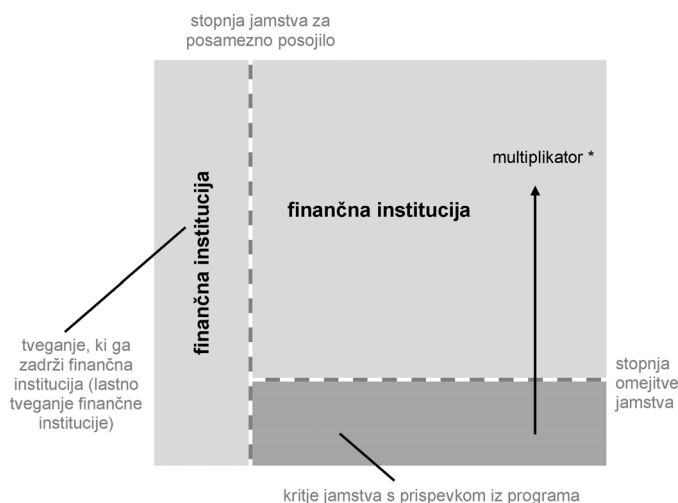 stopnja jamstva za
posamezno posojilo
multiplikator *
finančna institucija
finančna institucija
tveganje, ki ga
zadrži finančna
institucija (lastno
tveganje finančne
institucije)
stopnja
omejitve
jamstva
kritje jamstva s prispevkom iz programa